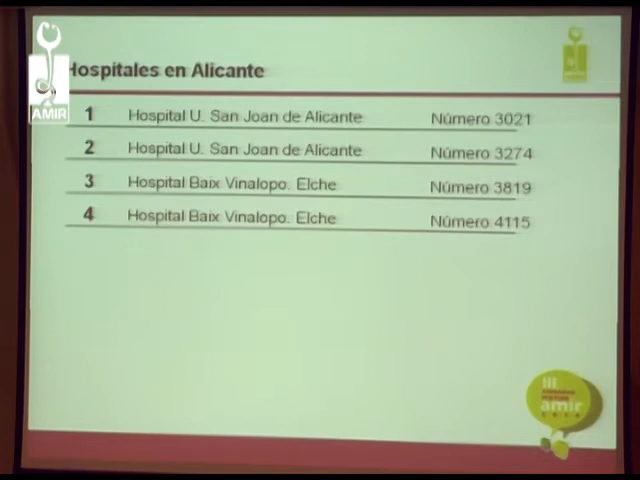 Hospitales en Alicante
1 Hospital U. San Joan de Alicante Número 3021
2 Hospital U. San Joan de Alicante Número 3274
3 Hospital Baix Vinalopo. Elche Número 3819
4 Hospital Baix Vinalopo. Elche Número 4115
AMIR
III
amir